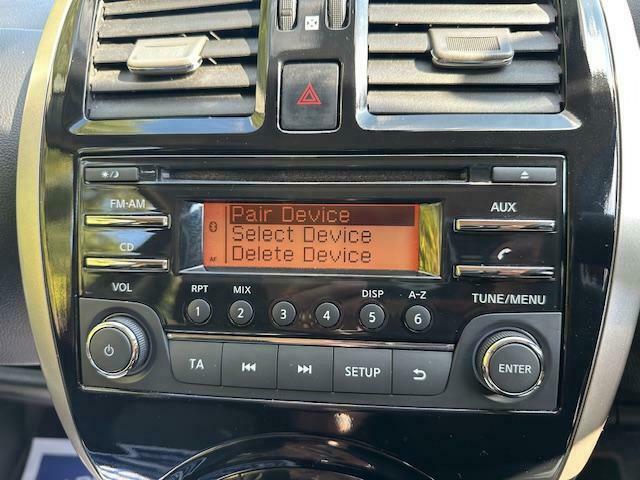 FM·AM
CD
VOL
Pair Device
Select Device
Delete Device
AF
AUX
TUNE/MENU
RPT
MIX
DISP
A-Z
1
2
3
4
5
6
TA
SETUP
ENTER